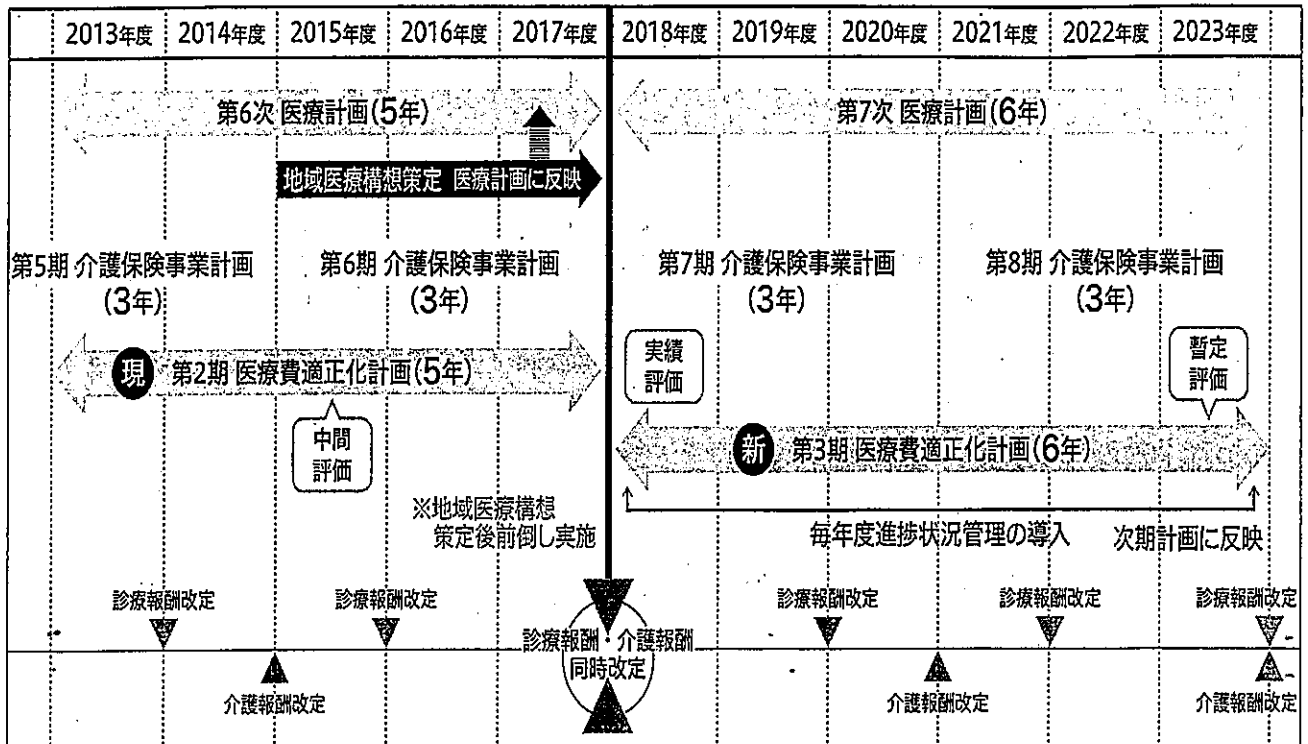 2013年度 2014年度 2015年度 2016年度 2017年度 2018年度 2019年度 2020年度 2021年度 2022年度 2023年度
第6次 医療計画(5年)
第7次 医療計画(6年)
地域医療構想策定 医療計画に反映
第5期 介護保険事業計画
(3年)
第6期 介護保険事業計画
(3年)
第7期 介護保険事業計画
(3年)
第8期 介護保険事業計画
(3年)
現 第2期 医療費適正化計画(5年)
中間
評価
実績
評価
暫定
評価
新 第3期 医療費適正化計画(6年)
※地域医療構想
策定後前倒し実施
毎年度進捗状況管理の導入
次期計画に反映
診療報酬改定
診療報酬改定
診療報酬・介護報酬
同時改定
診療報酬改定
診療報酬改定
診療報酬改定
介護報酬改定
介護報酬改定
介護報酬改定